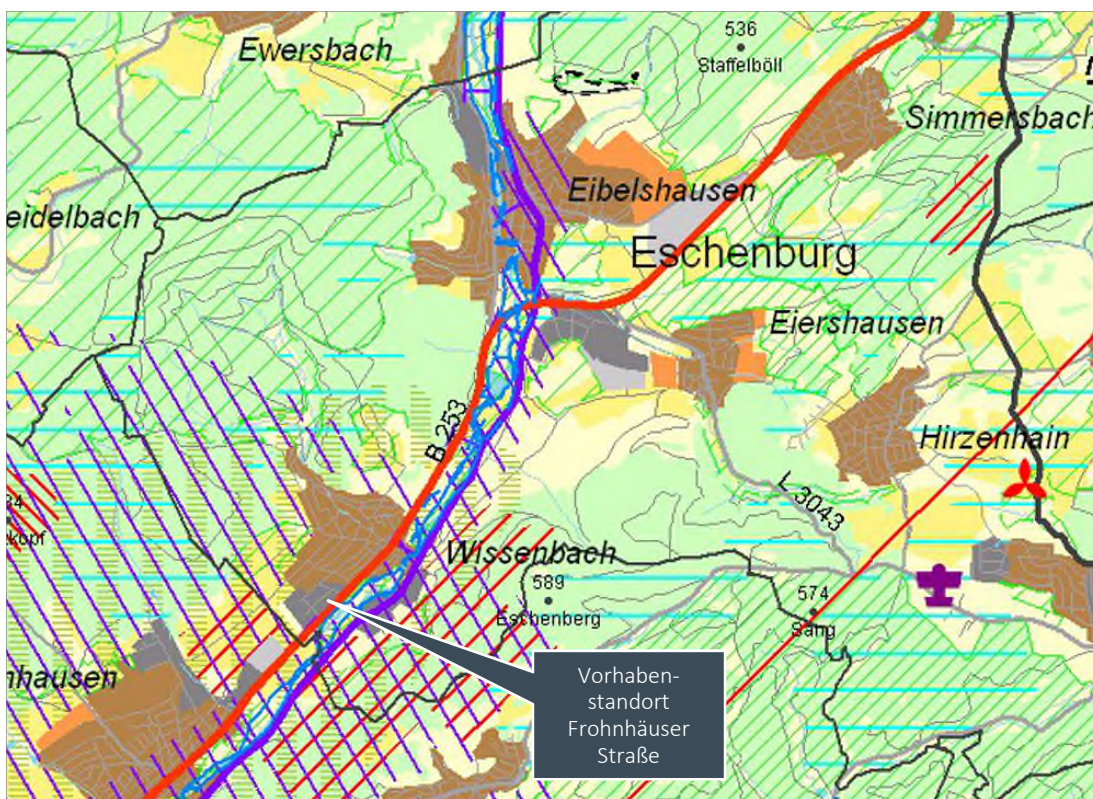 Ewersbach
536
Staffelböll
Simmersbach
Eibelshausen
eidelbach
Eschenburg
Eiershausen
B 253
Hirzenhain
L 3043
Wissenbach
589
Eschenberg
574
Sang
nhausen
Vorhaben-
standort
Frohnhäuser
Straße